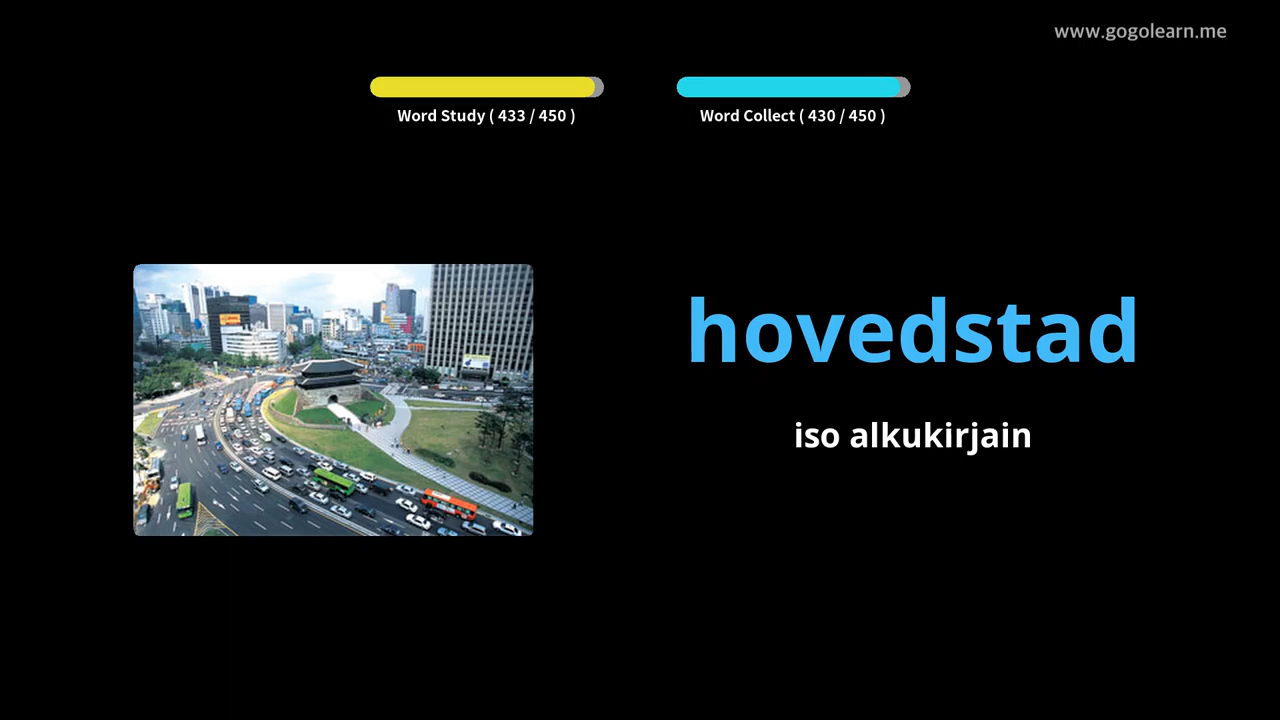 www.gogolearn.me
Word Study ( 433 / 450 )
Word Collect ( 430 / 450 )
hovedstad
iso alkukirjain